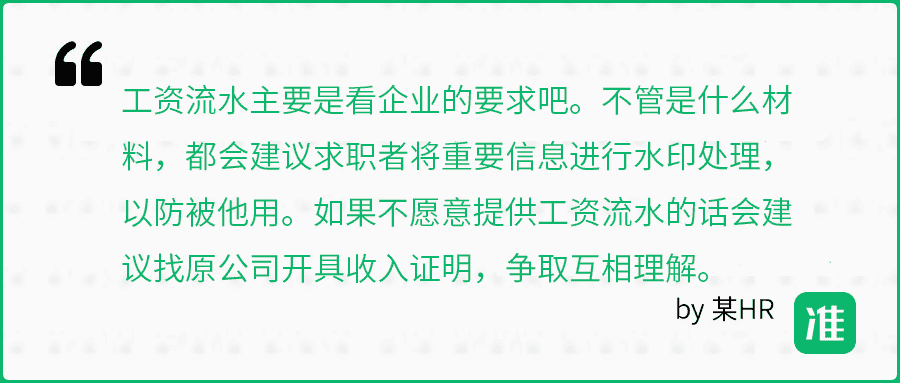 工资流水主要是看企业的要求吧。不管是什么材
料，都会建议求职者将重要信息进行水印处理，
以防被他用。如果不愿意提供工资流水的话会建
议找原公司开具收入证明，争取互相理解。
by 某HR
准